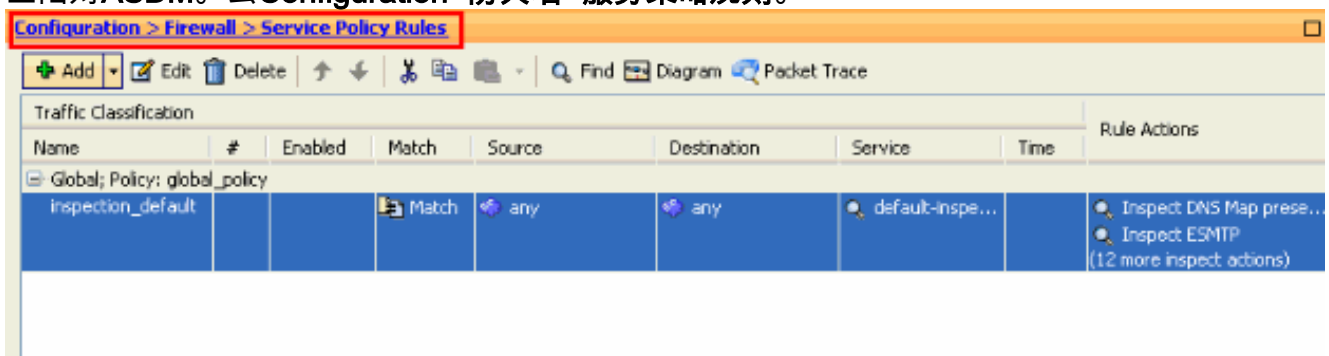 ASDM。 Configuration
Configuration > Firewall > Service Policy Rules
Add Edit Delete Find Diagram Packet Trace
Traffic Classification
Rule Actions
Name # Enabled Match Source Destination Service Time
Global; Policy: global_policy
inspection_default Match any any default-inspe... Inspect DNS Map prese...
Inspect ESMTP
(12 more inspect actions)